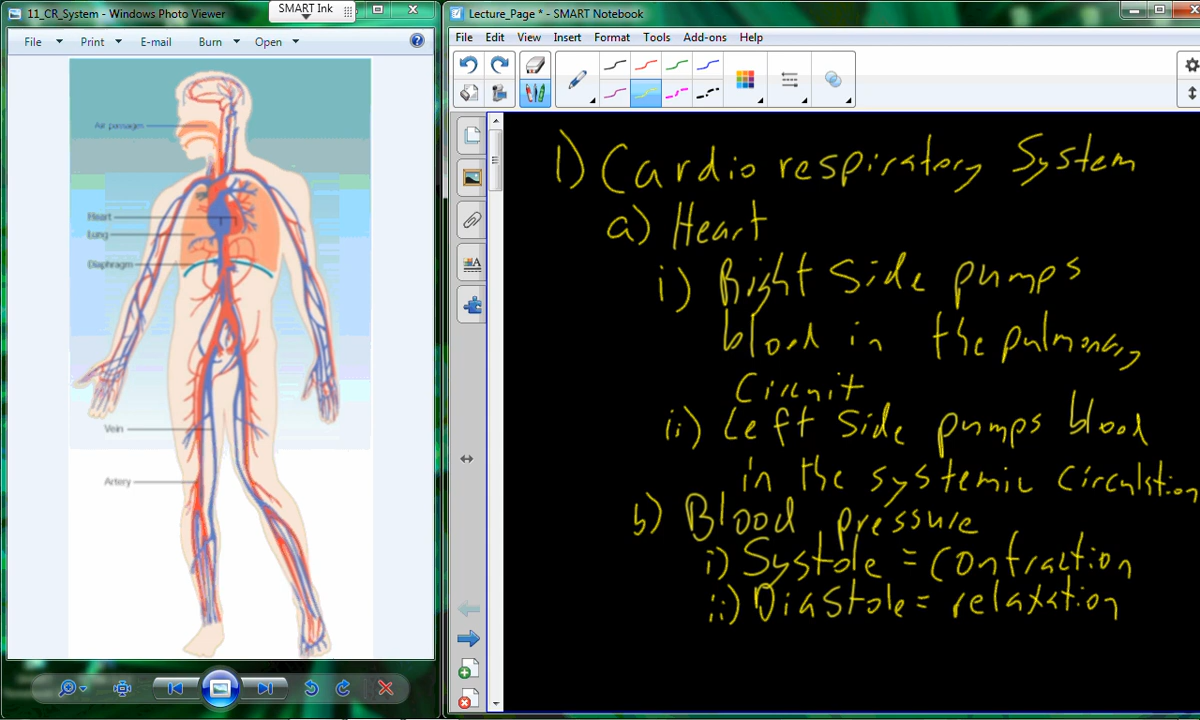 11_CR_System - Windows Photo Viewer
SMART Ink
File Print E-mail Burn Open
Air passages
Heart
Lung
Diaphragm
Vein
Artery
Lecture_Page * - SMART Notebook
File Edit View Insert Format Tools Add-ons Help
1) Cardio respiratory System
a) Heart
i) Right Side pumps
blood in the pulmonary
Circuit
ii) Left Side pumps blood
in the systemic circulation
b) Blood pressure
i) Systole = contraction
ii) Diastole = relaxation